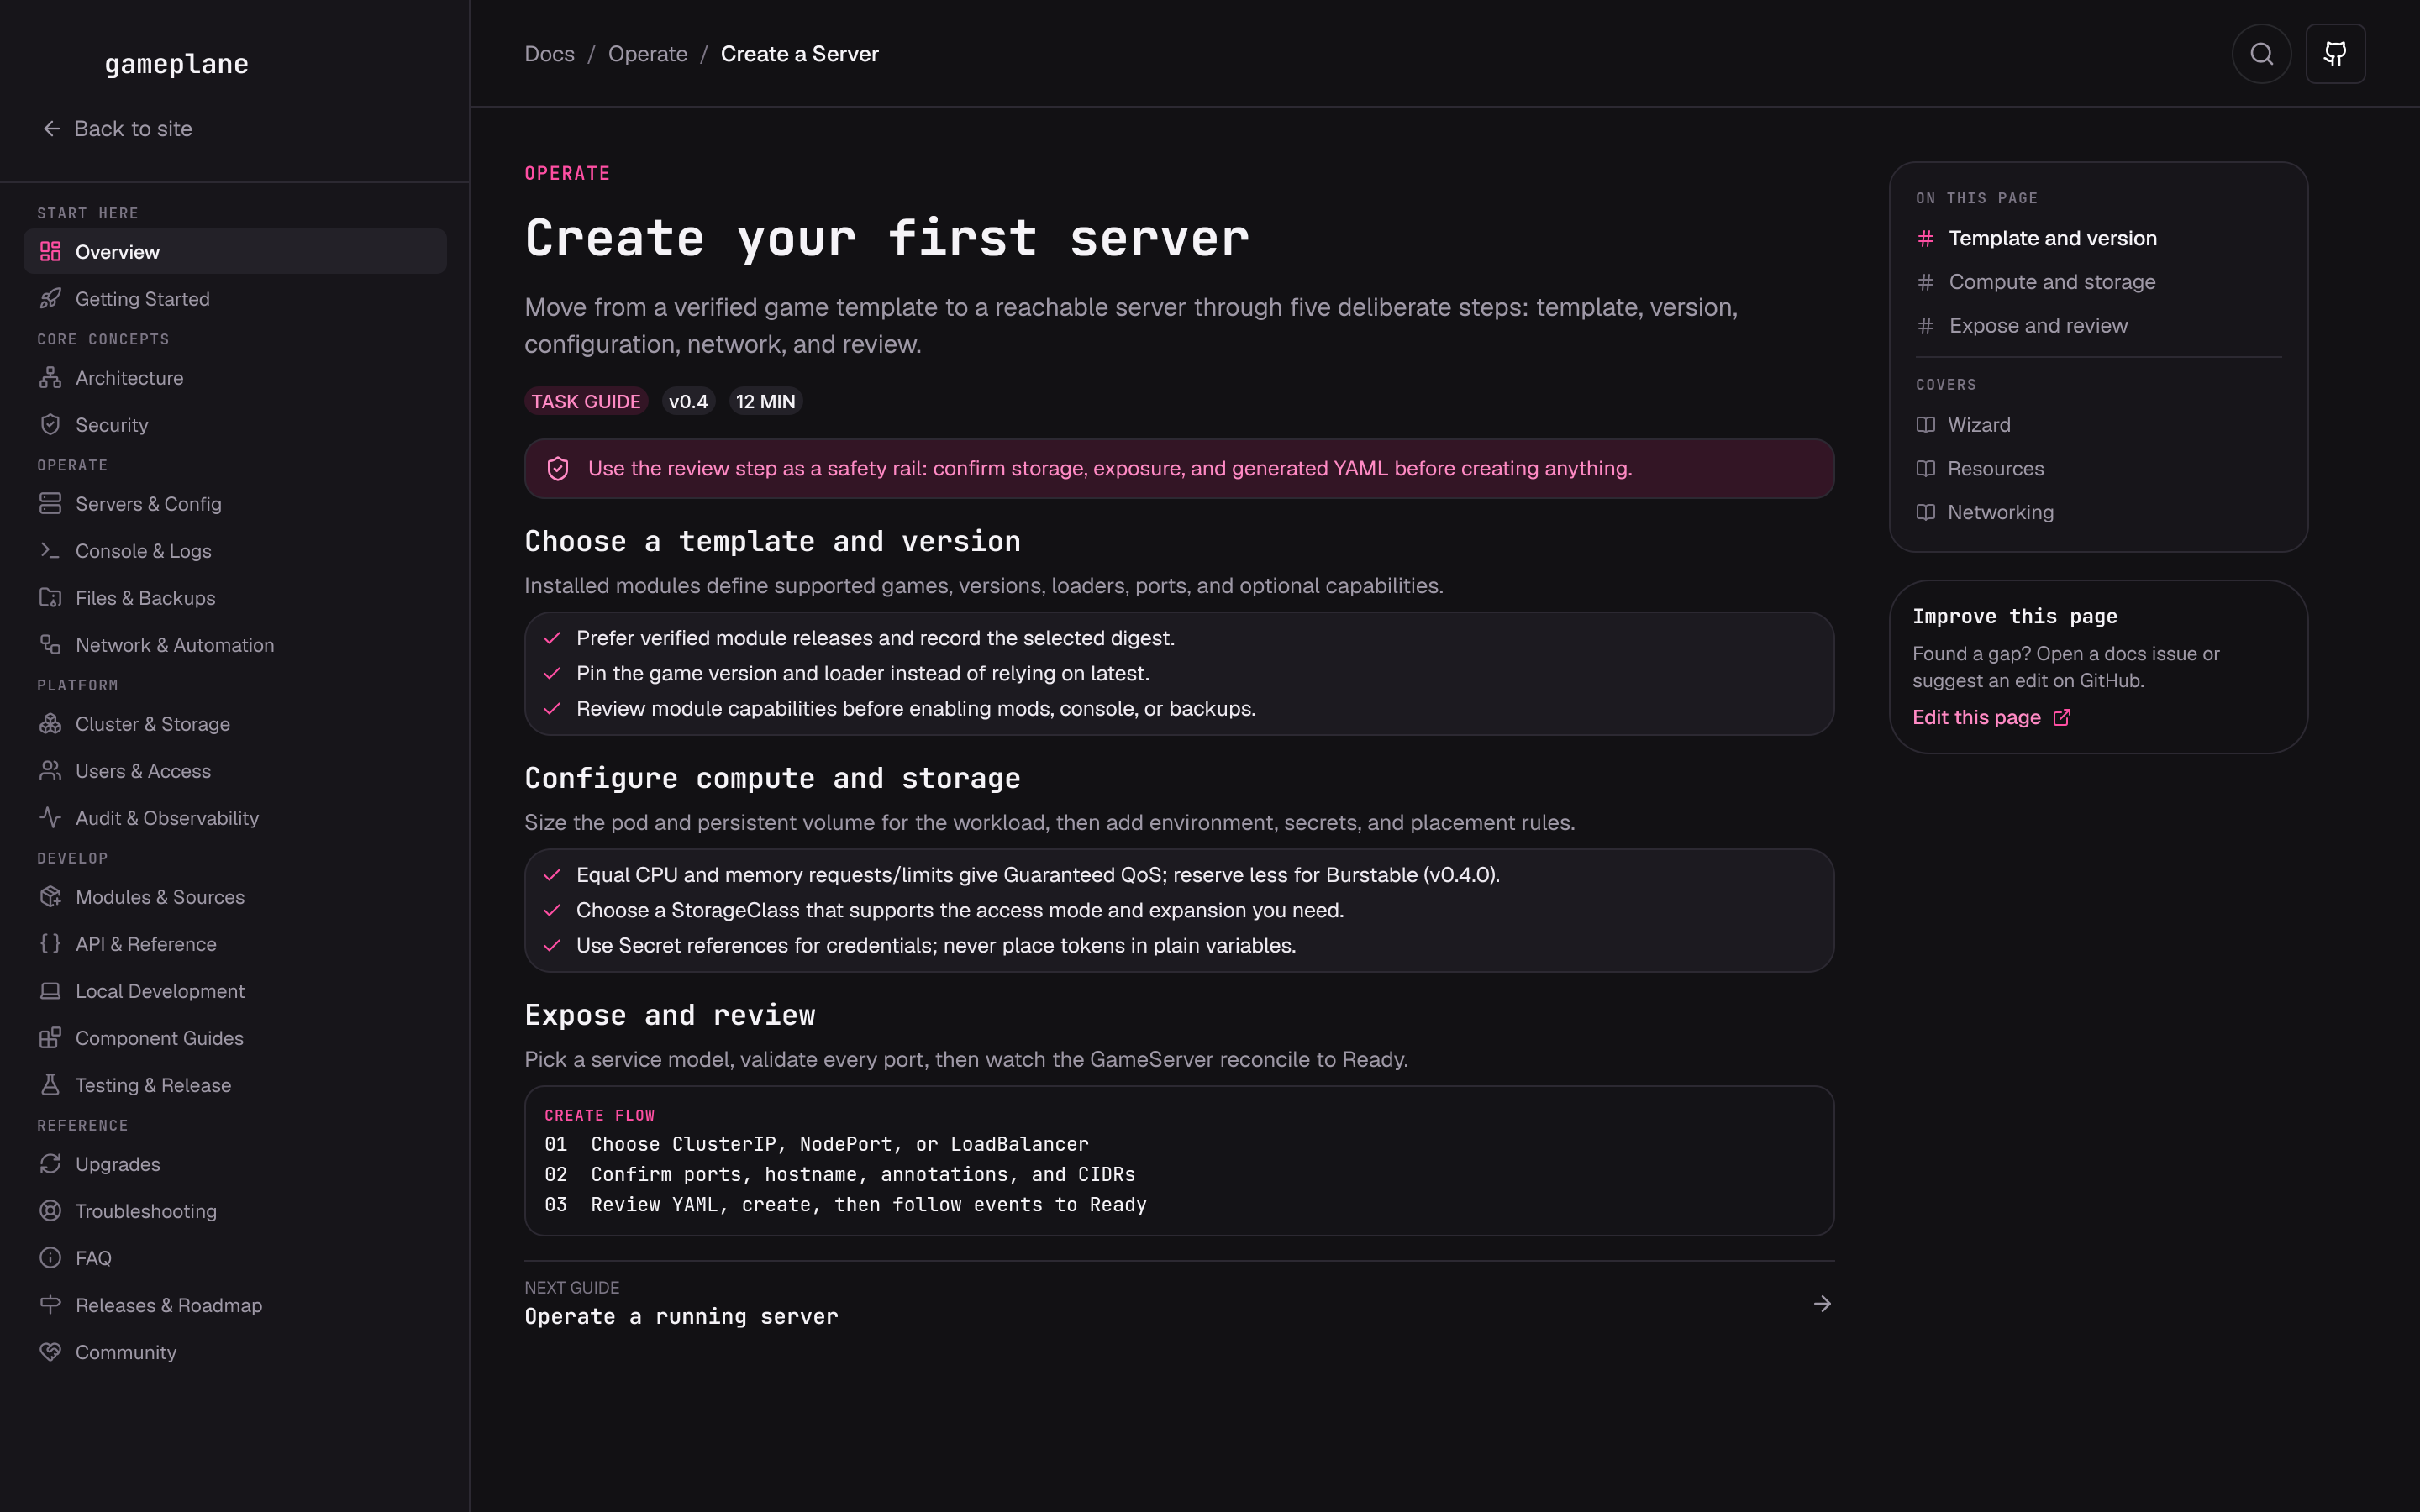 gameplane
Back to site
START HERE
Overview
Getting Started
CORE CONCEPTS
Architecture
Security
OPERATE
Servers & Config
Console & Logs
Files & Backups
Network & Automation
PLATFORM
Cluster & Storage
Users & Access
Audit & Observability
DEVELOP
Modules & Sources
API & Reference
Local Development
Component Guides
Testing & Release
REFERENCE
Upgrades
Troubleshooting
FAQ
Releases & Roadmap
Community
Docs / Operate / Create a Server
OPERATE
Create your first server
Move from a verified game template to a reachable server through five deliberate steps: template, version,
configuration, network, and review.
TASK GUIDE v0.4 12 MIN
Use the review step as a safety rail: confirm storage, exposure, and generated YAML before creating anything.
Choose a template and version
Installed modules define supported games, versions, loaders, ports, and optional capabilities.
Prefer verified module releases and record the selected digest.
Pin the game version and loader instead of relying on latest.
Review module capabilities before enabling mods, console, or backups.
Configure compute and storage
Size the pod and persistent volume for the workload, then add environment, secrets, and placement rules.
Equal CPU and memory requests/limits give Guaranteed QoS; reserve less for Burstable (v0.4.0).
Choose a StorageClass that supports the access mode and expansion you need.
Use Secret references for credentials; never place tokens in plain variables.
Expose and review
Pick a service model, validate every port, then watch the GameServer reconcile to Ready.
CREATE FLOW
01 Choose ClusterIP, NodePort, or LoadBalancer
02 Confirm ports, hostname, annotations, and CIDRs
03 Review YAML, create, then follow events to Ready
NEXT GUIDE
Operate a running server
ON THIS PAGE
# Template and version
# Compute and storage
# Expose and review
COVERS
Wizard
Resources
Networking
Improve this page
Found a gap? Open a docs issue or
suggest an edit on GitHub.
Edit this page